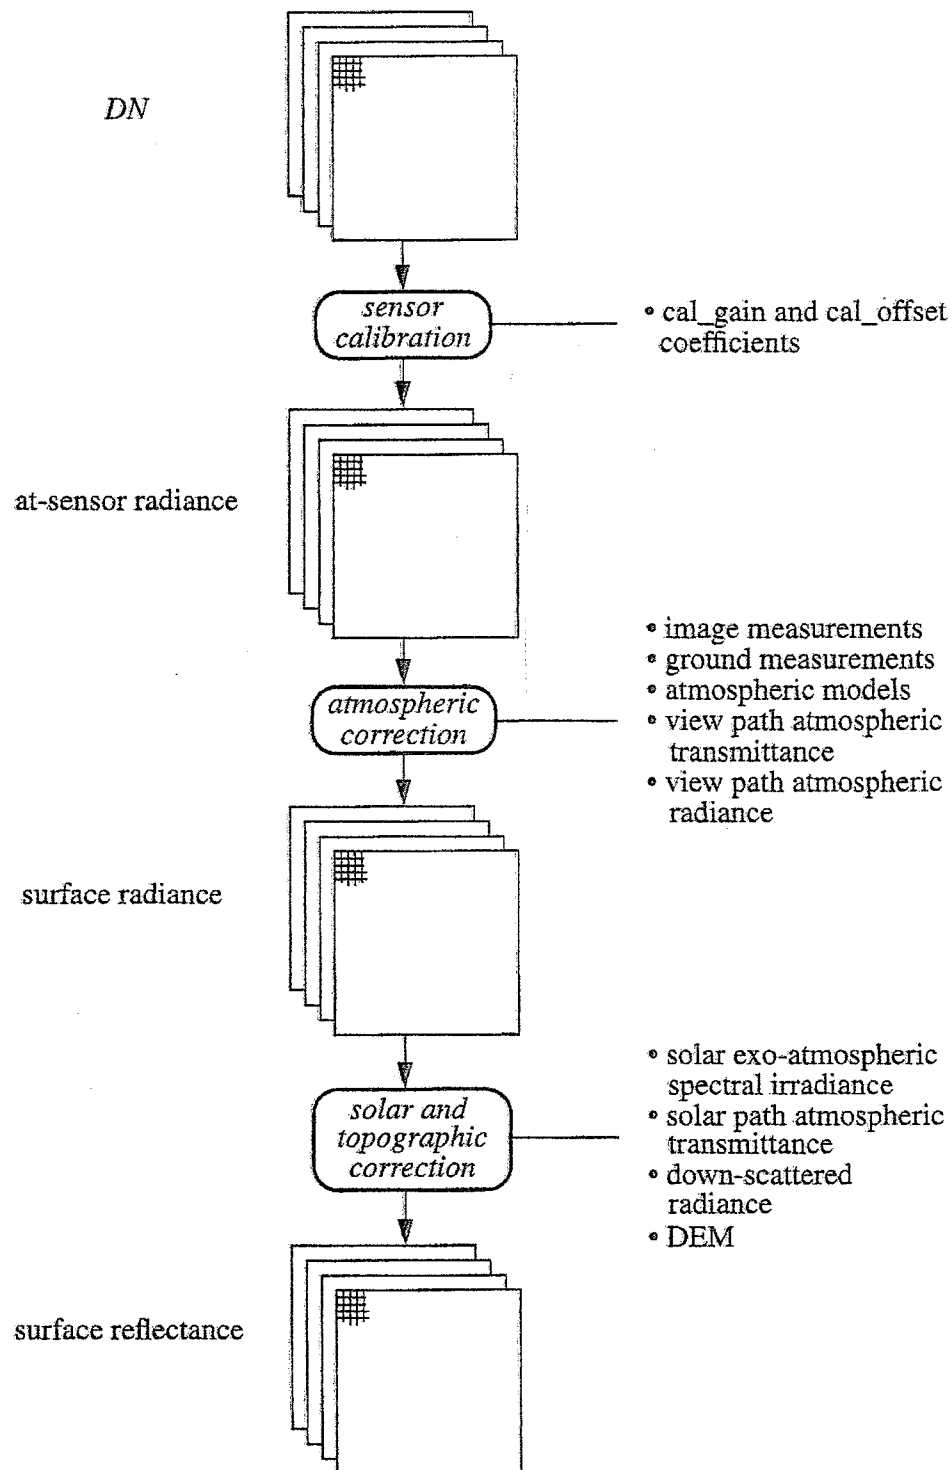 DN
sensor
calibration
• cal_gain and cal_offset
coefficients
at-sensor radiance
• image measurements
• ground measurements
• atmospheric models
• view path atmospheric
transmittance
• view path atmospheric
radiance
atmospheric
correction
surface radiance
• solar exo-atmospheric
spectral irradiance
• solar path atmospheric
transmittance
• down-scattered
radiance
• DEM
solar and
topographic
correction
surface reflectance